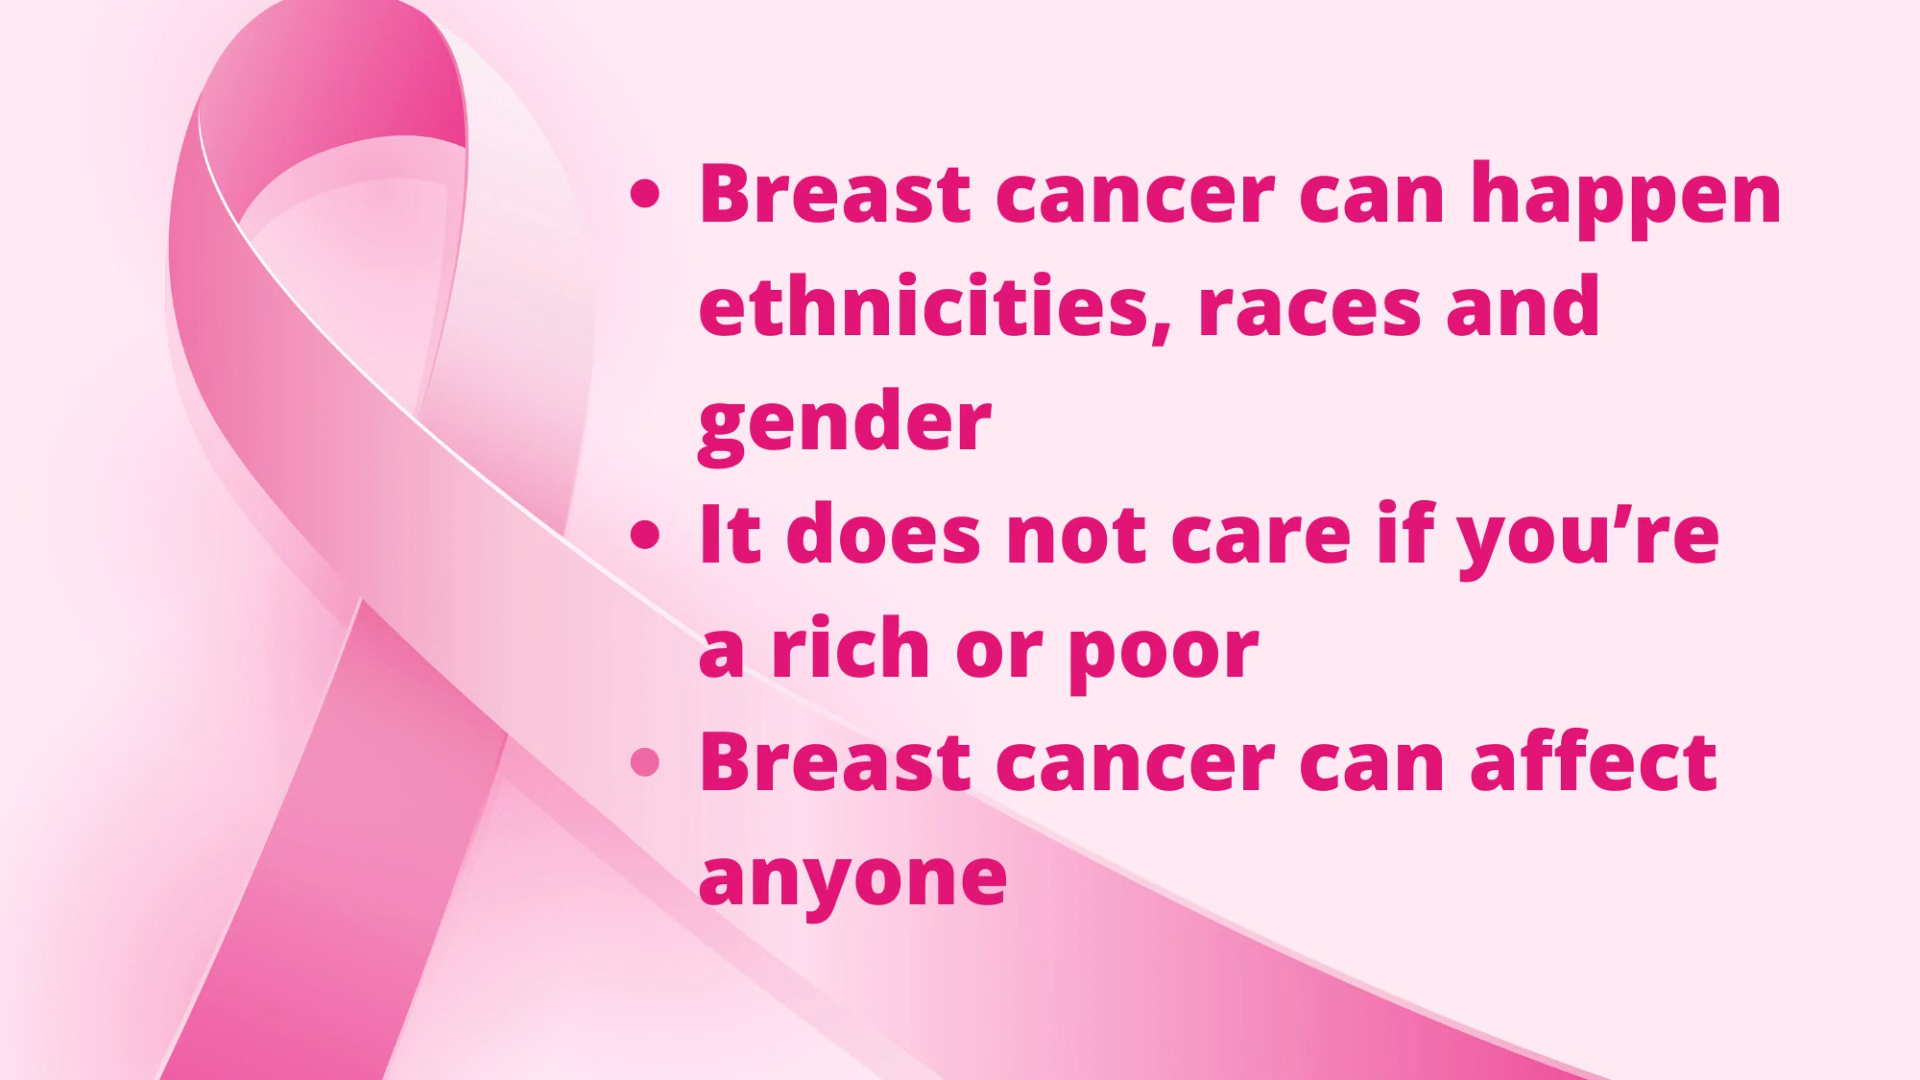 • Breast cancer can happen
ethnicities, races and
gender
• It does not care if you’re
a rich or poor
• Breast cancer can affect
anyone